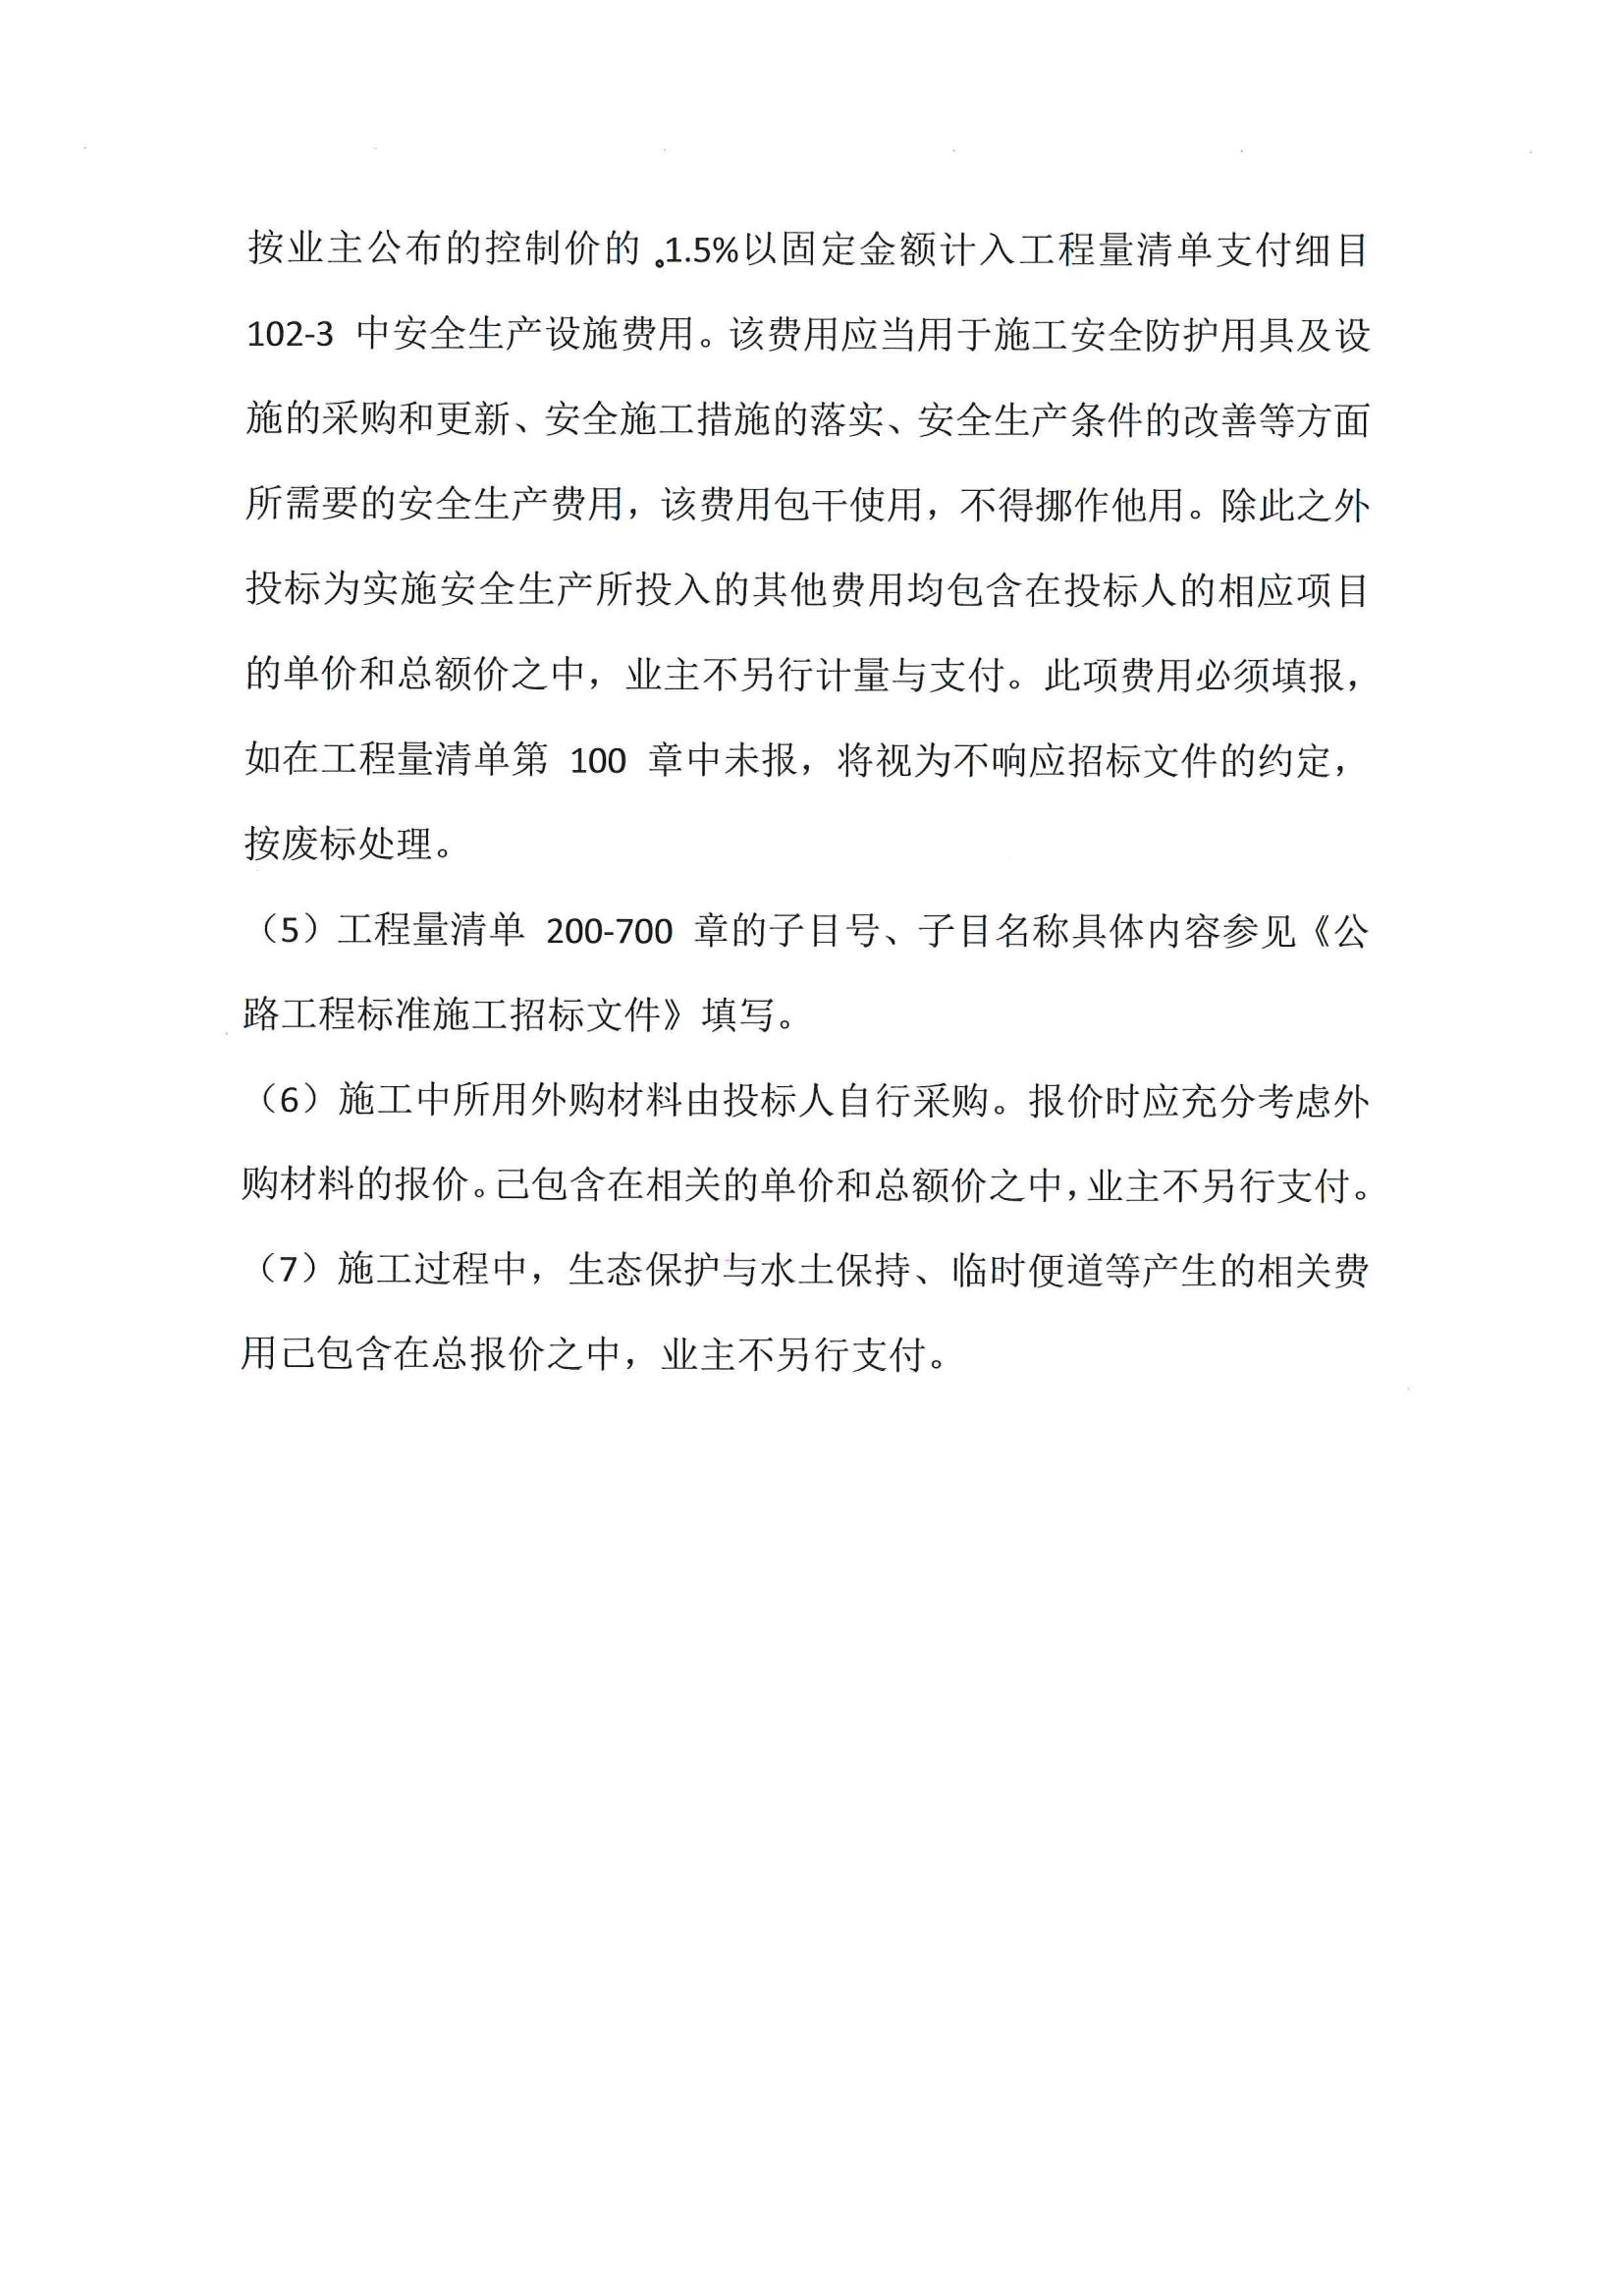 按业主公布的控制价的 。1.5%以固定金额计入工程量清单支付细目
102-3 中安全生产设施费用。该费用应当用于施工安全防护用具及设
施的采购和更新、安全施工措施的落实、安全生产条件的改善等方面
所需要的安全生产费用，该费用包干使用，不得挪作他用。除此之外
投标为实施安全生产所投入的其他费用均包含在投标人的相应项目
的单价和总额价之中，业主不另行计量与支付。此项费用必须填报，
如在工程量清单第 100 章中未报，将视为不响应招标文件的约定，
按废标处理。
（5）工程量清单 200-700 章的子目号、子目名称具体内容参见《公
路工程标准施工招标文件》填写。
（6）施工中所用外购材料由投标人自行采购。报价时应充分考虑外
购材料的报价。己包含在相关的单价和总额价之中，业主不另行支付。
（7）施工过程中，生态保护与水土保持、临时便道等产生的相关费
用己包含在总报价之中，业主不另行支付。